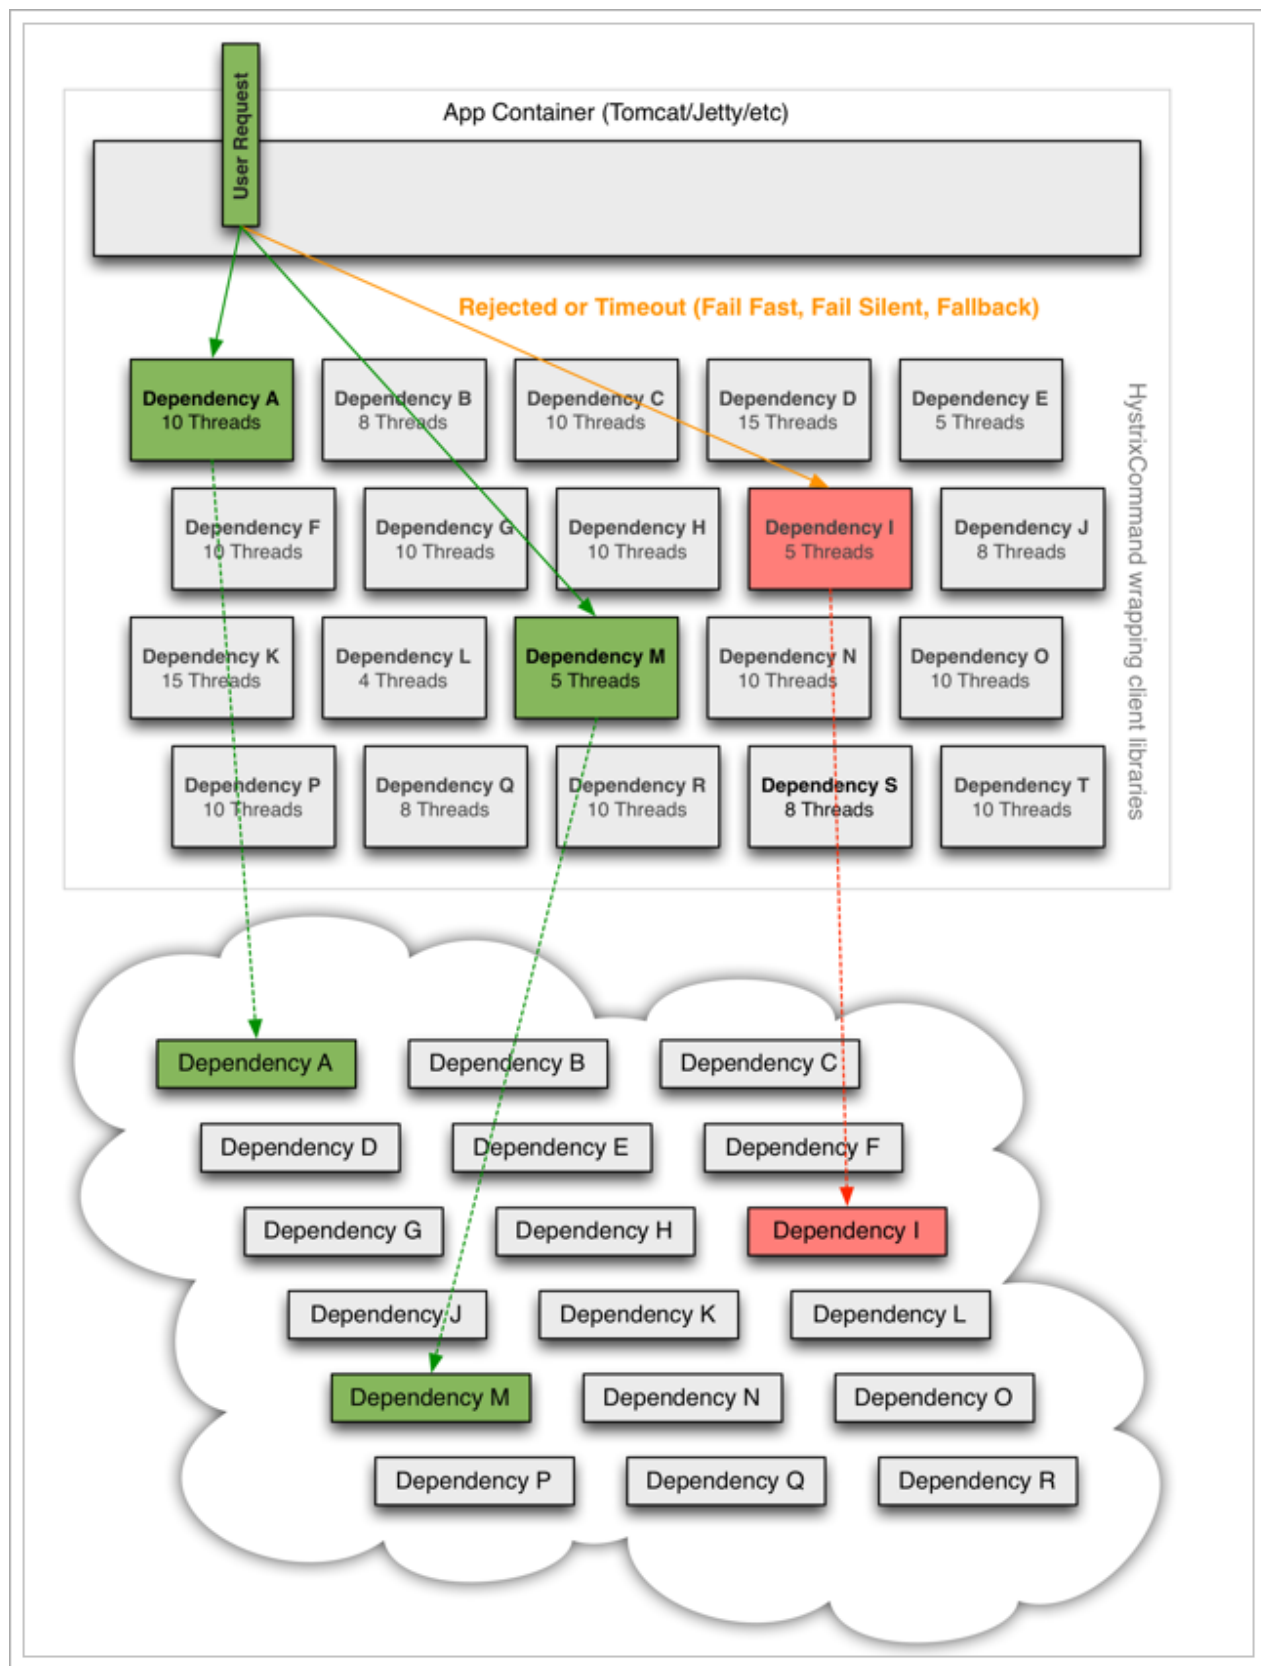 User Request
App Container (Tomcat/Jetty/etc)
Rejected or Timeout (Fail Fast, Fail Silent, Fallback)
Dependency A
10 Threads
Dependency B
8 Threads
Dependency C
10 Threads
Dependency D
15 Threads
Dependency E
5 Threads
Dependency F
10 Threads
Dependency G
10 Threads
Dependency H
10 Threads
Dependency I
5 Threads
Dependency J
8 Threads
Dependency K
15 Threads
Dependency L
4 Threads
Dependency M
5 Threads
Dependency N
10 Threads
Dependency O
10 Threads
Dependency P
10 Threads
Dependency Q
8 Threads
Dependency R
10 Threads
Dependency S
8 Threads
Dependency T
10 Threads
HystrixCommand wrapping client libraries
Dependency A
Dependency B
Dependency C
Dependency D
Dependency E
Dependency F
Dependency G
Dependency H
Dependency I
Dependency J
Dependency K
Dependency L
Dependency M
Dependency N
Dependency O
Dependency P
Dependency Q
Dependency R